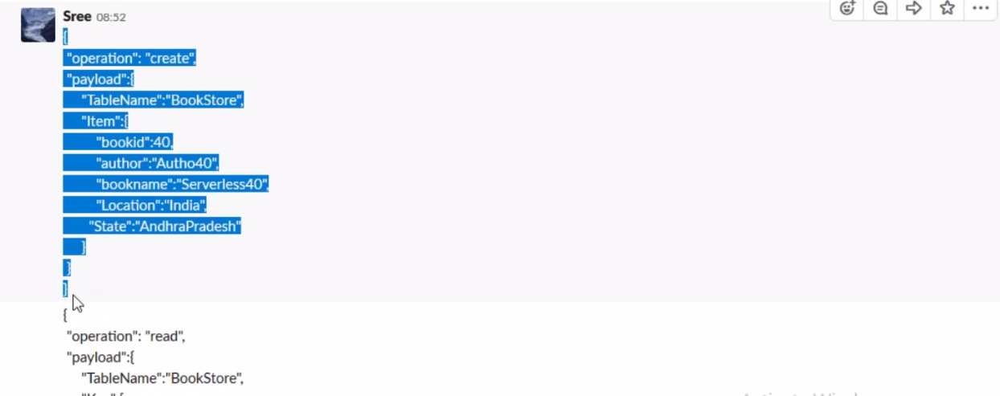 Sree 08:52
{
"operation": "create",
"payload":{
"TableName":"BookStore",
"Item":{
"bookid":40,
"author":"Autho40",
"bookname":"Serverless40",
"Location":"India",
"State":"AndhraPradesh"
}
}
}
{
"operation": "read",
"payload":{
"TableName":"BookStore",